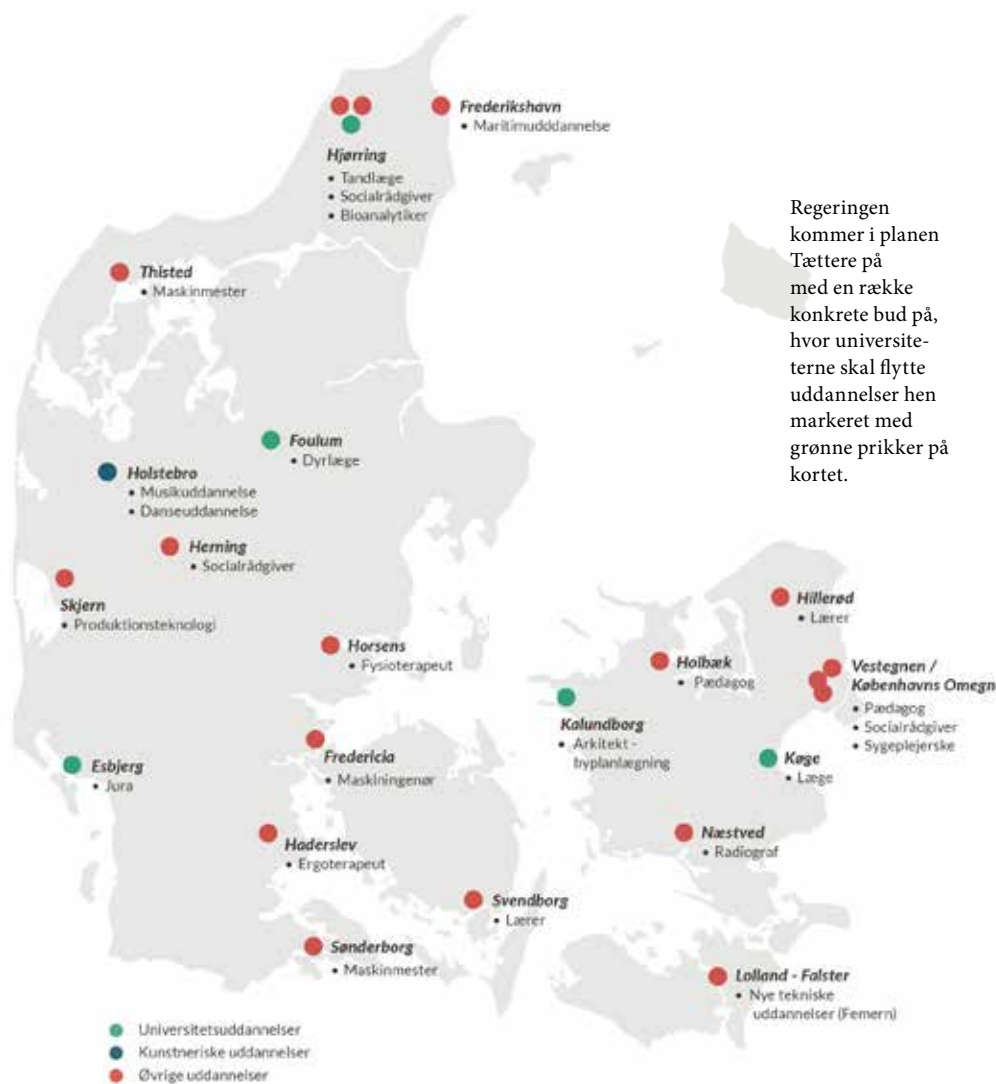 Frederikshavn
• Maritimudddannelse
Hjørring
• Tandlæge
• Socialrådgiver
• Bioanalytiker
Regeringen
kommer i planen
Tættere på
med en række
konkrete bud på,
hvor universite-
terne skal flytte
uddannelser hen
markeret med
grønne prikker på
kortet.
Thisted
• Maskinmester
Foulum
• Dyrlæge
Holstebro
• Musikuddannelse
• Danseuddannelse
Herning
• Socialrådgiver
Skjern
• Produktionsteknologi
Horsens
• Fysioterapeut
Hillerød
• Lærer
Holbæk
• Pædagog
Vestegnen /
Københavns Omegn
• Pædagog
• Socialrådgiver
• Sygeplejerske
Kalundborg
• Arkitekt -
byplanlægning
Køge
• Læge
Fredericia
• Maskiningenør
Esbjerg
• Jura
Næstved
• Radiograf
Haderslev
• Ergoterapeut
Svendborg
• Lærer
Sønderborg
• Maskinmester
Lolland - Falster
• Nye tekniske
uddannelser (Femern)
Universitetsuddannelser
Kunstneriske uddannelser
Øvrige uddannelser